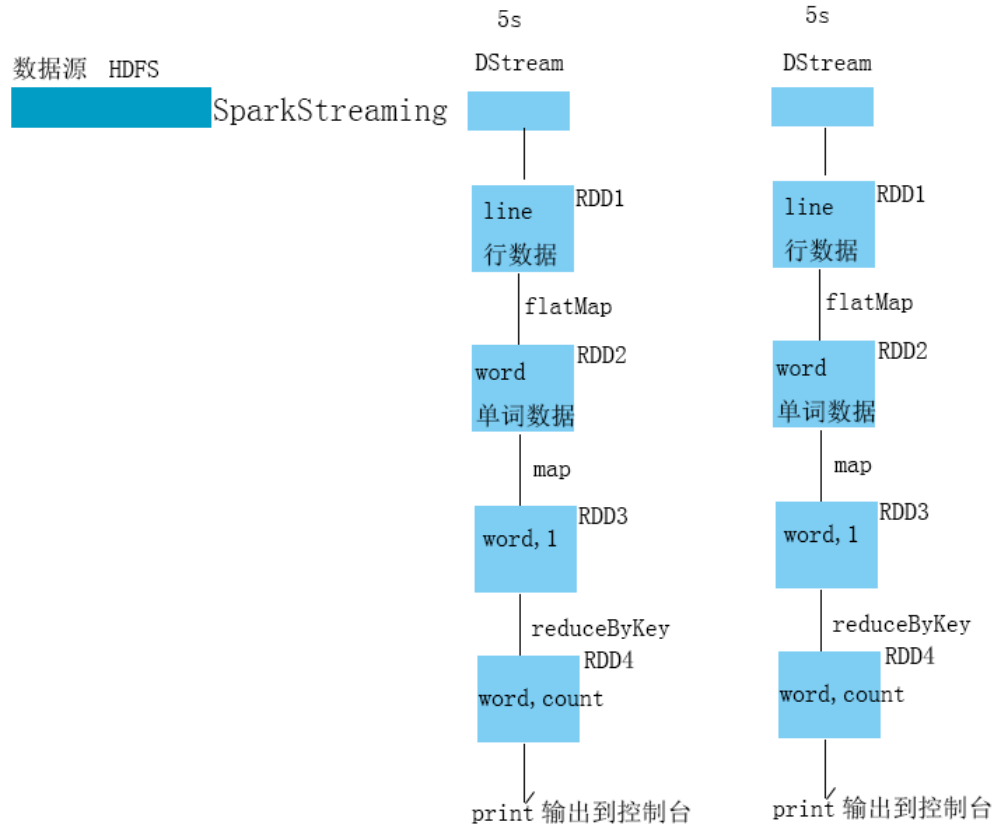 5s
5s
DStream
DStream
数据源 HDFS
SparkStreaming
line
行数据
RDD1
flatMap
word
单词数据
RDD2
map
word,1
RDD3
reduceByKey
word,count
RDD4
print 输出到控制台
line
行数据
RDD1
flatMap
word
单词数据
RDD2
map
word,1
RDD3
reduceByKey
word,count
RDD4
print 输出到控制台